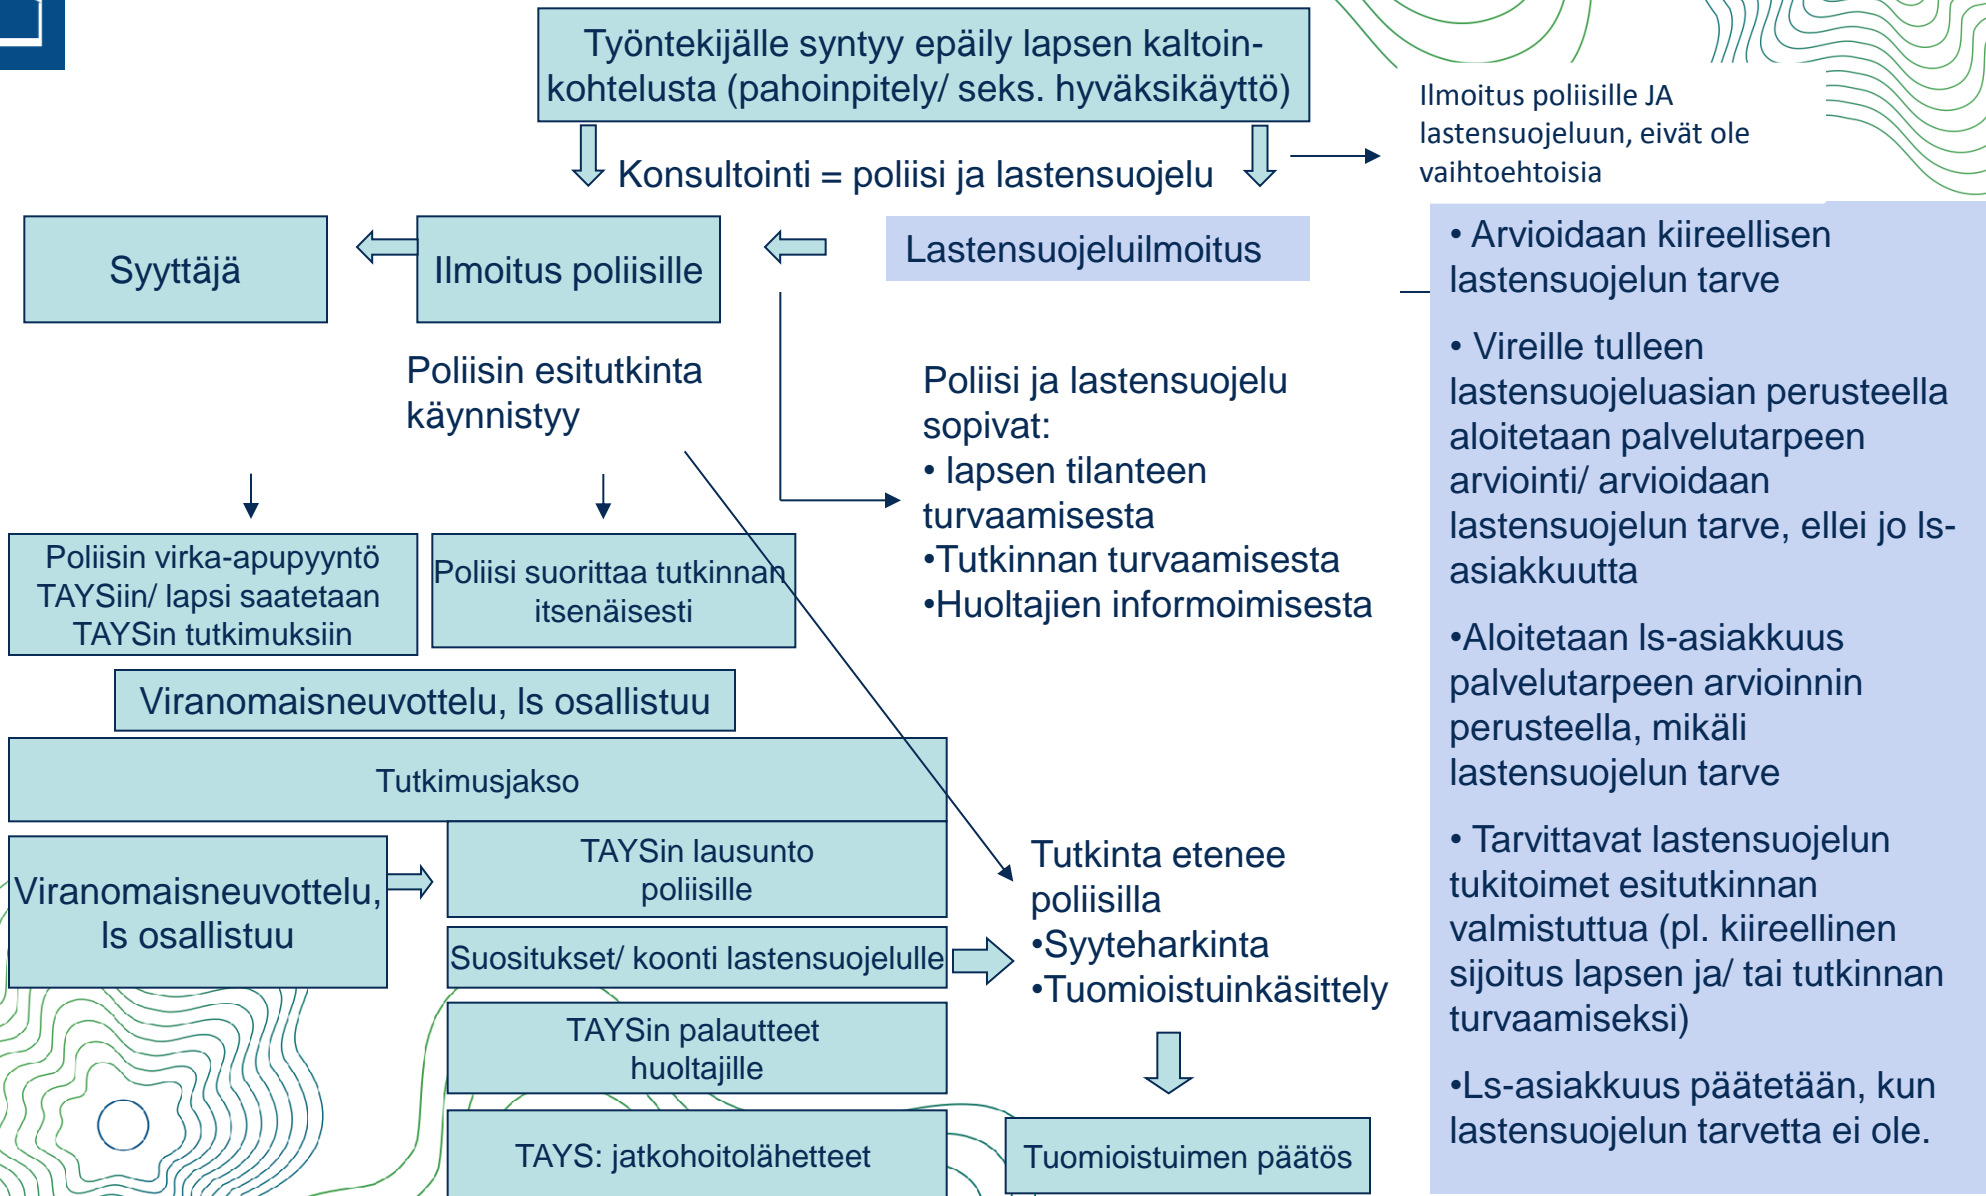 Työntekijälle syntyy epäily lapsen kaltoin-
kohtelusta (pahoinpitely/ seks. hyväksikäyttö)
Ilmoitus poliisille JA
lastensuojeluun, eivät ole
vaihtoehtoisia
Konsultointi = poliisi ja lastensuojelu
Syyttäjä
Ilmoitus poliisille
Lastensuojeluilmoitus
Poliisin esitutkinta
käynnistyy
Poliisi ja lastensuojelu
sopivat:
• lapsen tilanteen
turvaamisesta
•Tutkinnan turvaamisesta
•Huoltajien informoimisesta
Poliisin virka-apupyyntö
TAYSiin/ lapsi saatetaan
TAYSin tutkimuksiin
Poliisi suorittaa tutkinnan
itsenäisesti
Viranomaisneuvottelu, ls osallistuu
Tutkimusjakso
Viranomaisneuvottelu,
ls osallistuu
TAYSin lausunto
poliisille
Suositukset/ koonti lastensuojelulle
TAYSin palautteet
huoltajille
TAYS: jatkohoitolähetteet
Tutkinta etenee
poliisilla
•Syyteharkinta
•Tuomioistuinkäsittely
Tuomioistuimen päätös
• Arvioidaan kiireellisen
lastensuojelun tarve
• Vireille tulleen
lastensuojeluasian perusteella
aloitetaan palvelutarpeen
arviointi/ arvioidaan
lastensuojelun tarve, ellei jo ls-
asiakkuutta
•Aloitetaan ls-asiakkuus
palvelutarpeen arvioinnin
perusteella, mikäli
lastensuojelun tarve
• Tarvittavat lastensuojelun
tukitoimet esitutkinnan
valmistuttua (pl. kiireellinen
sijoitus lapsen ja/ tai tutkinnan
turvaamiseksi)
•Ls-asiakkuus päätetään, kun
lastensuojelun tarvetta ei ole.